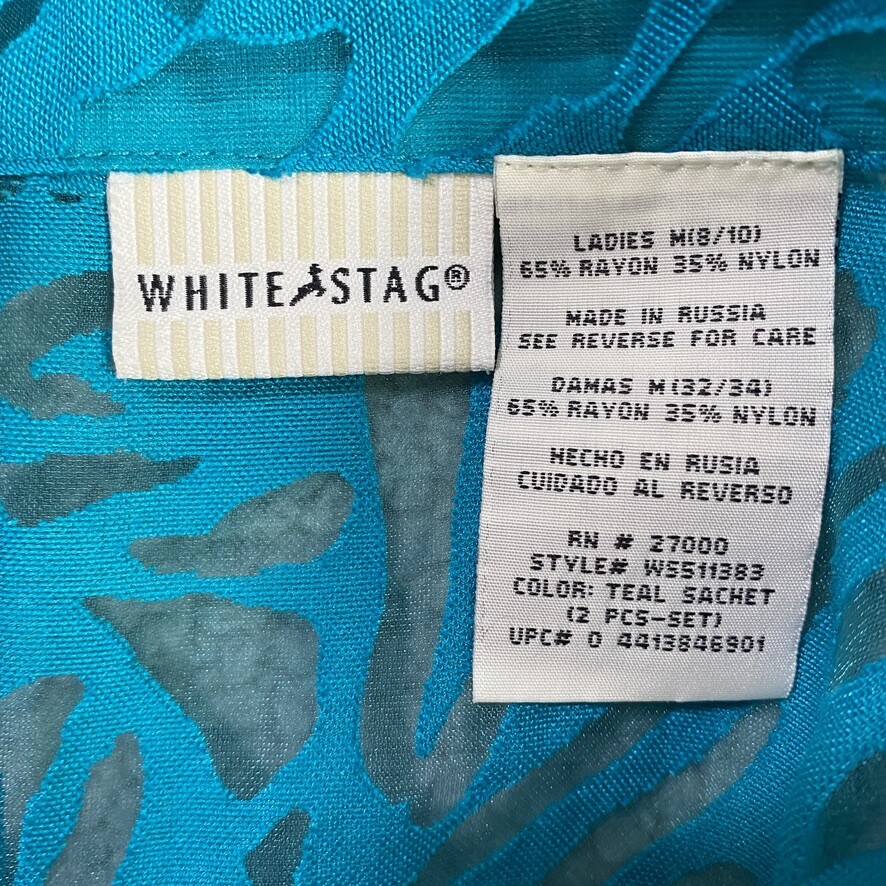 WHITE STAG®
LADIES M(8/10)
65% RAYON 35% NYLON
MADE IN RUSSIA
SEE REVERSE FOR CARE
DAMAS M(32/34)
65% RAYON 35% NYLON
HECHO EN RUSIA
CUIDADO AL REVERSO
RN # 27000
STYLE# W5511383
COLOR: TEAL SACHET
(2 PCS-SET)
UPC# 0 4413846901